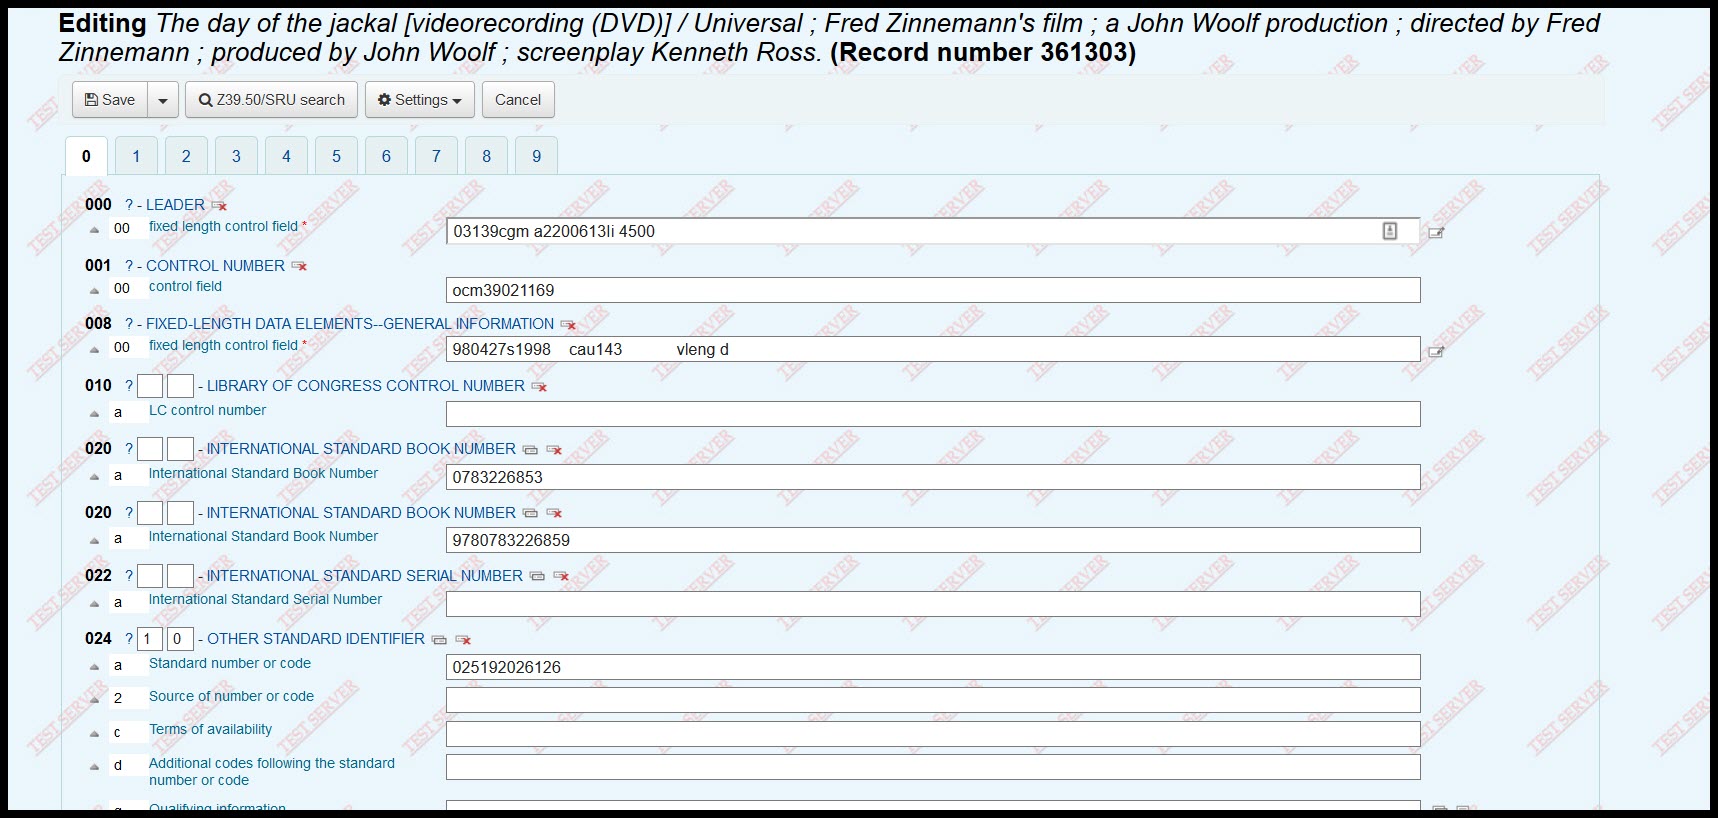 Editing The day of the jackal [videorecording (DVD)] / Universal ; Fred Zinnemann's film ; a John Woolf production ; directed by Fred
Zinnemann ; produced by John Woolf ; screenplay Kenneth Ross. (Record number 361303)
Save Z39.50/SRU search Settings Cancel
0 1 2 3 4 5 6 7 8 9
000 ? - LEADER
00 fixed length control field * 03139cgm a2200613Ii 4500
001 ? - CONTROL NUMBER
00 control field ocm39021169
008 ? - FIXED-LENGTH DATA ELEMENTS--GENERAL INFORMATION
00 fixed length control field * 980427s1998    cau143            vleng d
010 ? - LIBRARY OF CONGRESS CONTROL NUMBER
a LC control number
020 ? - INTERNATIONAL STANDARD BOOK NUMBER
a International Standard Book Number 0783226853
020 ? - INTERNATIONAL STANDARD BOOK NUMBER
a International Standard Book Number 9780783226859
022 ? - INTERNATIONAL STANDARD SERIAL NUMBER
a International Standard Serial Number
024 ? 1 0 - OTHER STANDARD IDENTIFIER
a Standard number or code 025192026126
2 Source of number or code
c Terms of availability
d Additional codes following the standard
number or code
Qualifying information
TEST SERVER